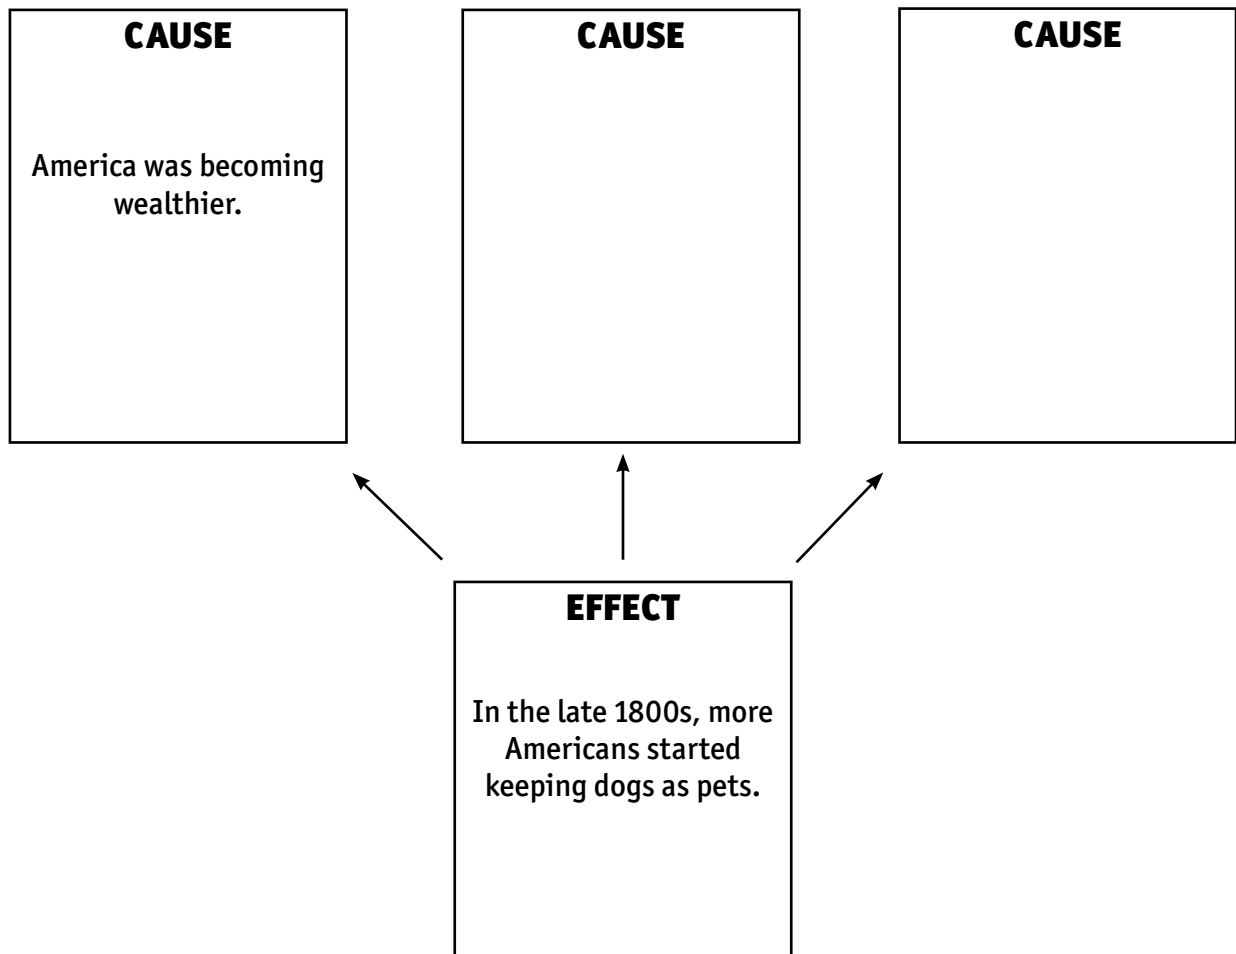 CAUSE
America was becoming
wealthier.
CAUSE
CAUSE
EFFECT
In the late 1800s, more
Americans started
keeping dogs as pets.